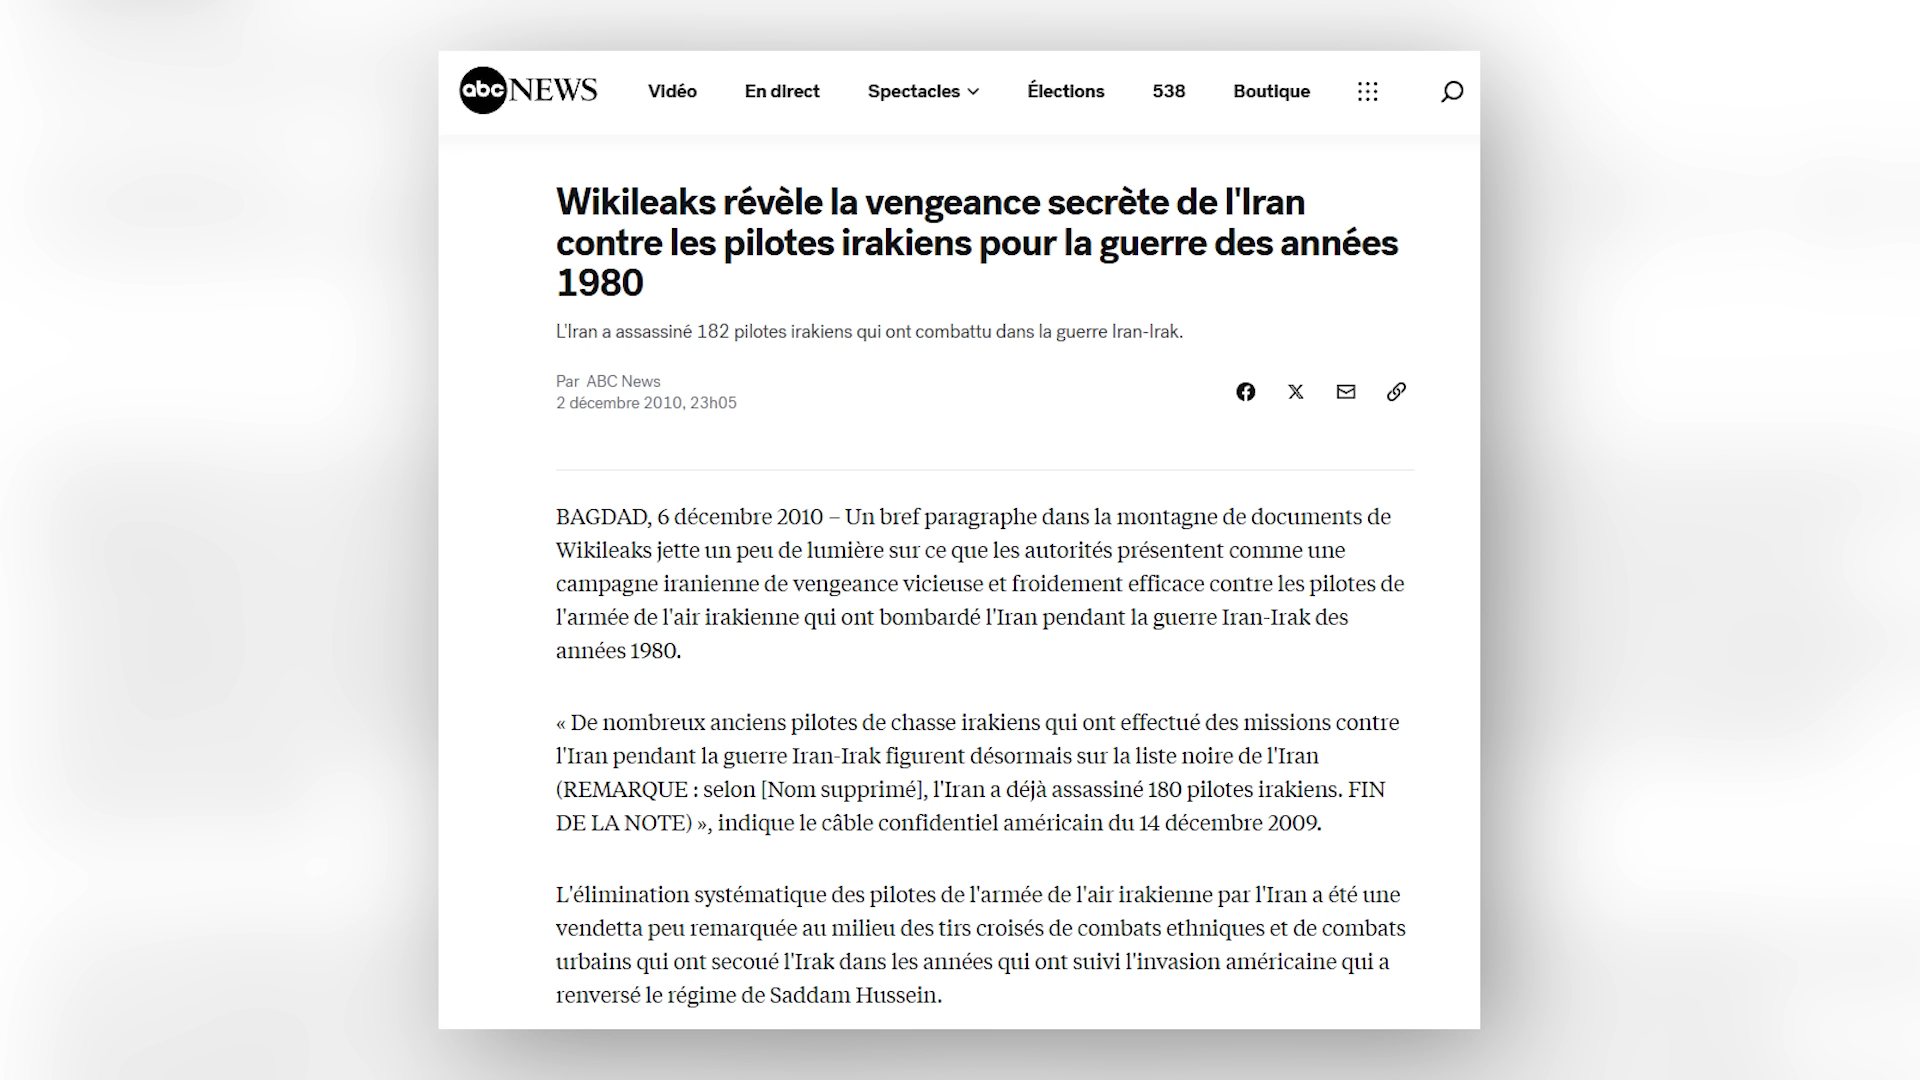 abc NEWS
Vidéo En direct Spectacles Élections 538 Boutique
Wikileaks révèle la vengeance secrète de l'Iran
contre les pilotes irakiens pour la guerre des années
1980
L'Iran a assassiné 182 pilotes irakiens qui ont combattu dans la guerre Iran-Irak.
Par ABC News
2 décembre 2010, 23h05
BAGDAD, 6 décembre 2010 – Un bref paragraphe dans la montagne de documents de
Wikileaks jette un peu de lumière sur ce que les autorités présentent comme une
campagne iranienne de vengeance vicieuse et froidement efficace contre les pilotes de
l'armée de l'air irakienne qui ont bombardé l'Iran pendant la guerre Iran-Irak des
années 1980.
« De nombreux anciens pilotes de chasse irakiens qui ont effectué des missions contre
l'Iran pendant la guerre Iran-Irak figurent désormais sur la liste noire de l'Iran
(REMARQUE : selon [Nom supprimé], l'Iran a déjà assassiné 180 pilotes irakiens. FIN
DE LA NOTE) », indique le câble confidentiel américain du 14 décembre 2009.
L'élimination systématique des pilotes de l'armée de l'air irakienne par l'Iran a été une
vendetta peu remarquée au milieu des tirs croisés de combats ethniques et de combats
urbains qui ont secoué l'Irak dans les années qui ont suivi l'invasion américaine qui a
renversé le régime de Saddam Hussein.